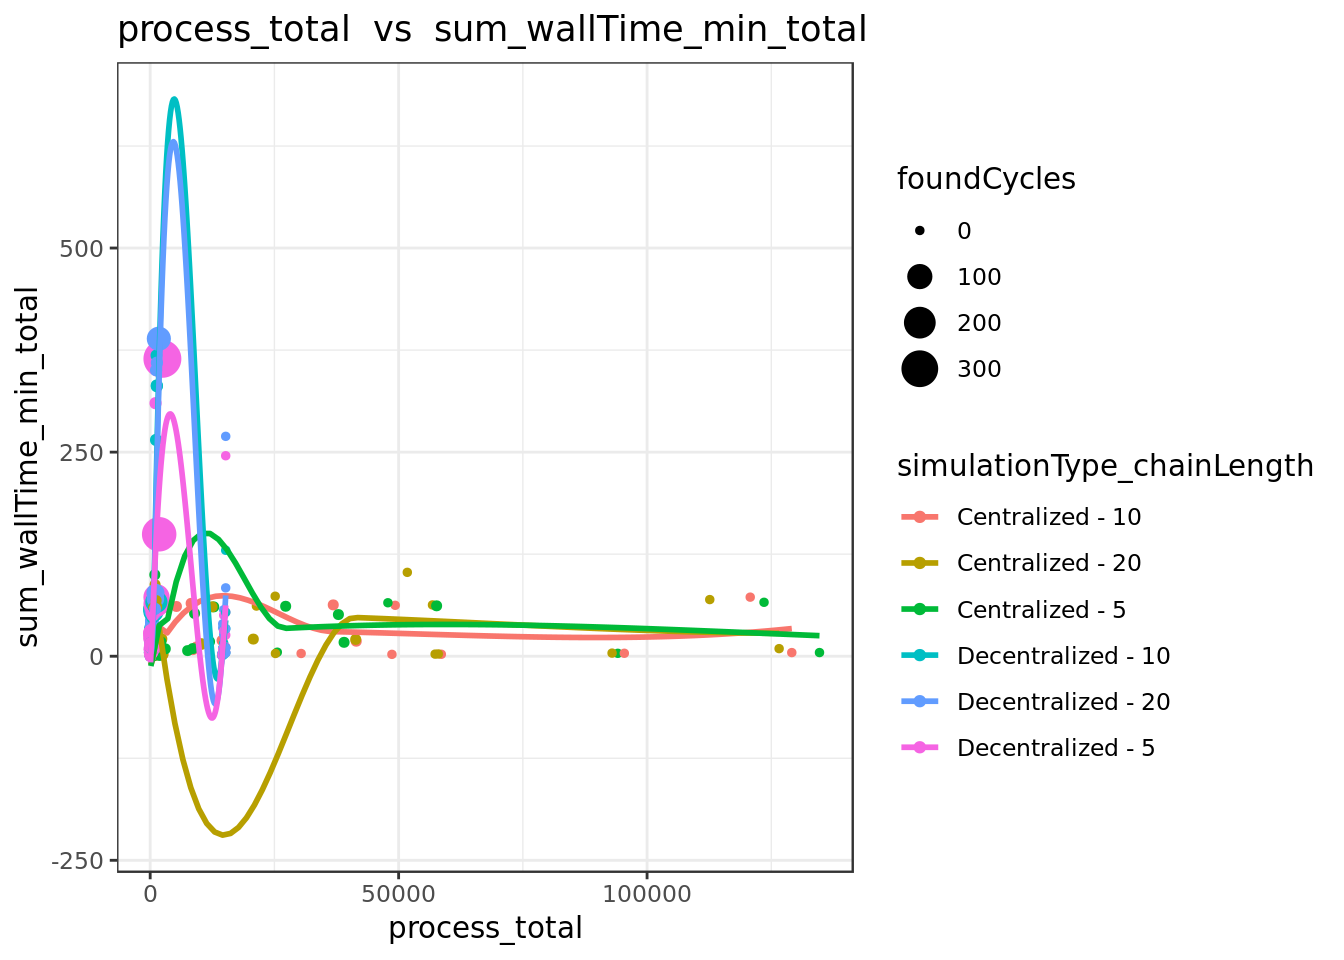 process_total vs sum_wallTime_min_total
sum_wallTime_min_total
500
250
0
-250
0 50000 100000
process_total
foundCycles
0
100
200
300
simulationType_chainLength
Centralized - 10
Centralized - 20
Centralized - 5
Decentralized - 10
Decentralized - 20
Decentralized - 5